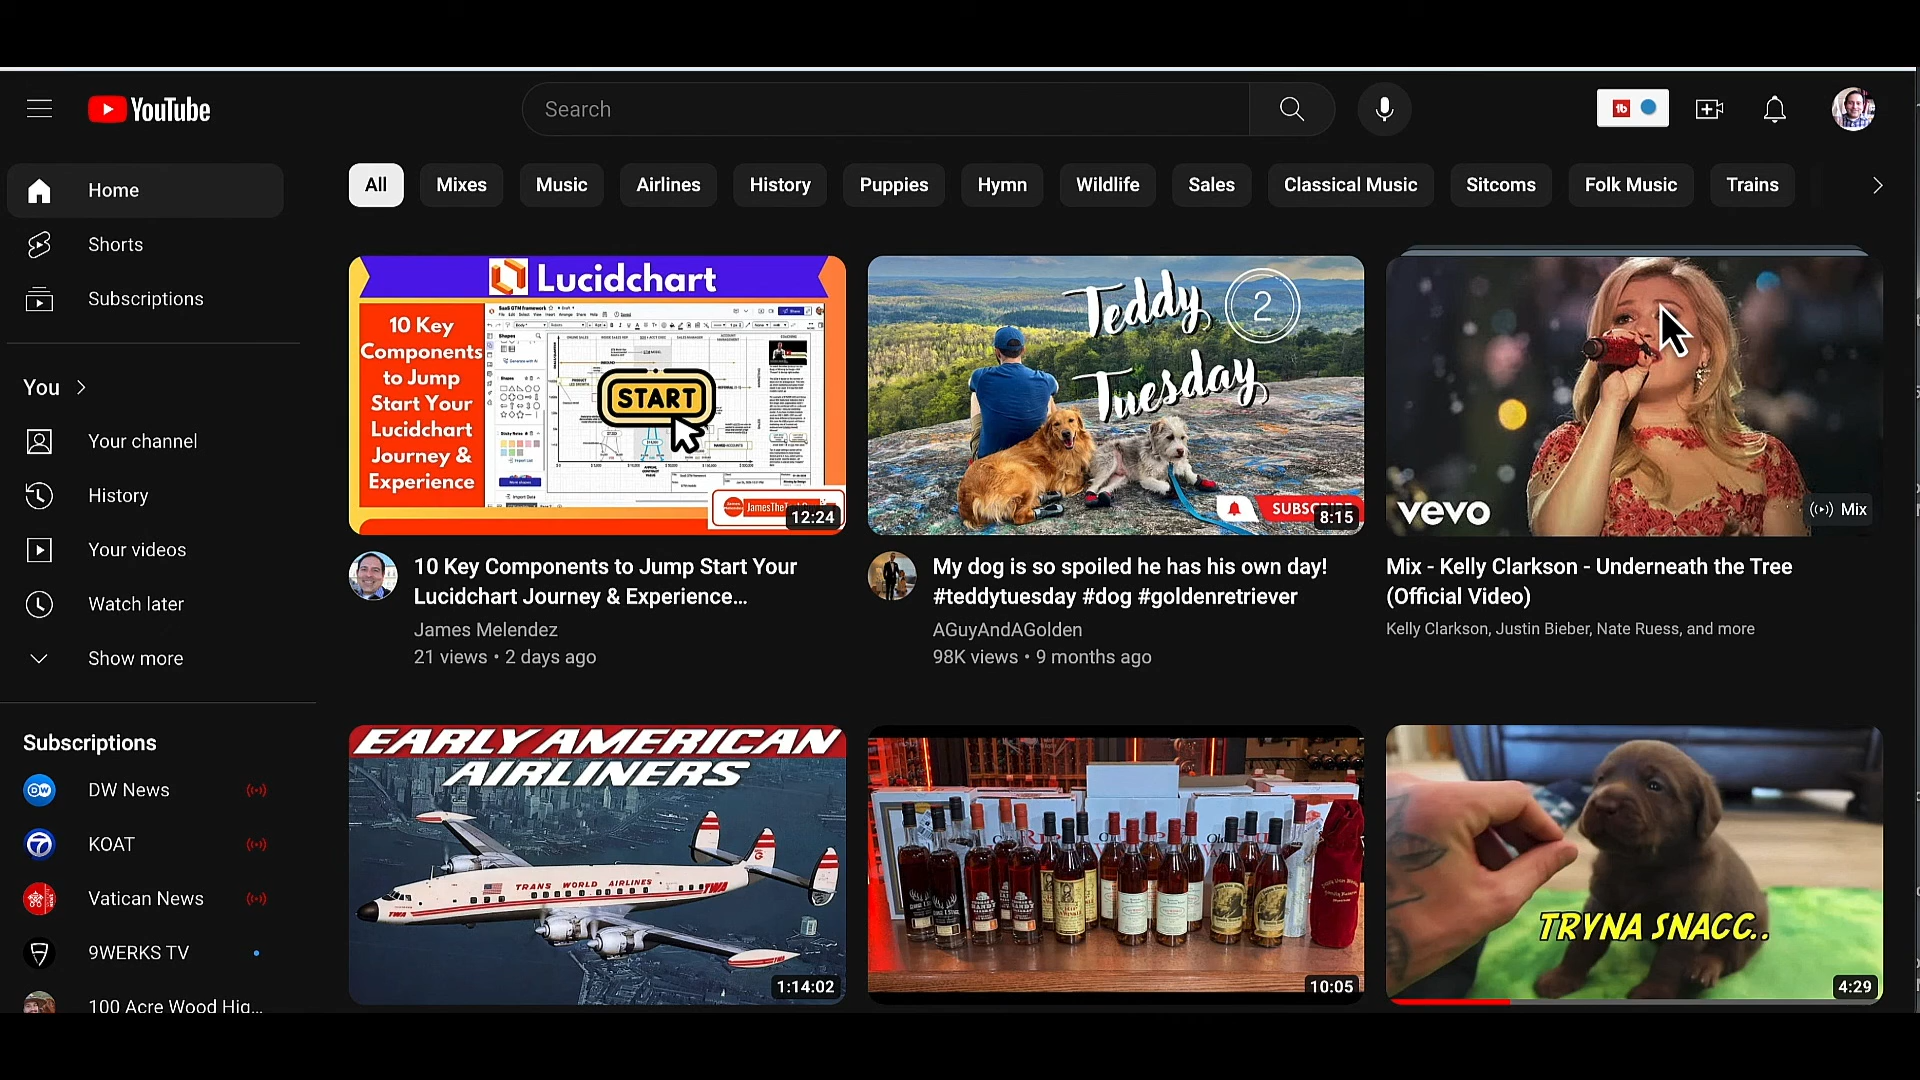 YouTube
Search
Home
Shorts
Subscriptions
You
Your channel
History
Your videos
Watch later
Show more
Subscriptions
DW News
KOAT
Vatican News
9WERKS TV
100 Acre Wood Hig...
All
Mixes
Music
Airlines
History
Puppies
Hymn
Wildlife
Sales
Classical Music
Sitcoms
Folk Music
Trains
Lucidchart
10 Key
Components
to Jump
Start Your
Lucidchart
Journey &
Experience
START
12:24
10 Key Components to Jump Start Your
Lucidchart Journey & Experience...
James Melendez
21 views • 2 days ago
Teddy
2
Tuesday
8:15
My dog is so spoiled he has his own day!
#teddytuesday #dog #goldenretriever
AGuyAndAGolden
98K views • 9 months ago
vevo
Mix
Mix - Kelly Clarkson - Underneath the Tree
(Official Video)
Kelly Clarkson, Justin Bieber, Nate Ruess, and more
EARLY AMERICAN
AIRLINERS
TRANS WORLD AIRLINES
TWA
TWA
1:14:02
10:05
TRYNA SNACC..
4:29